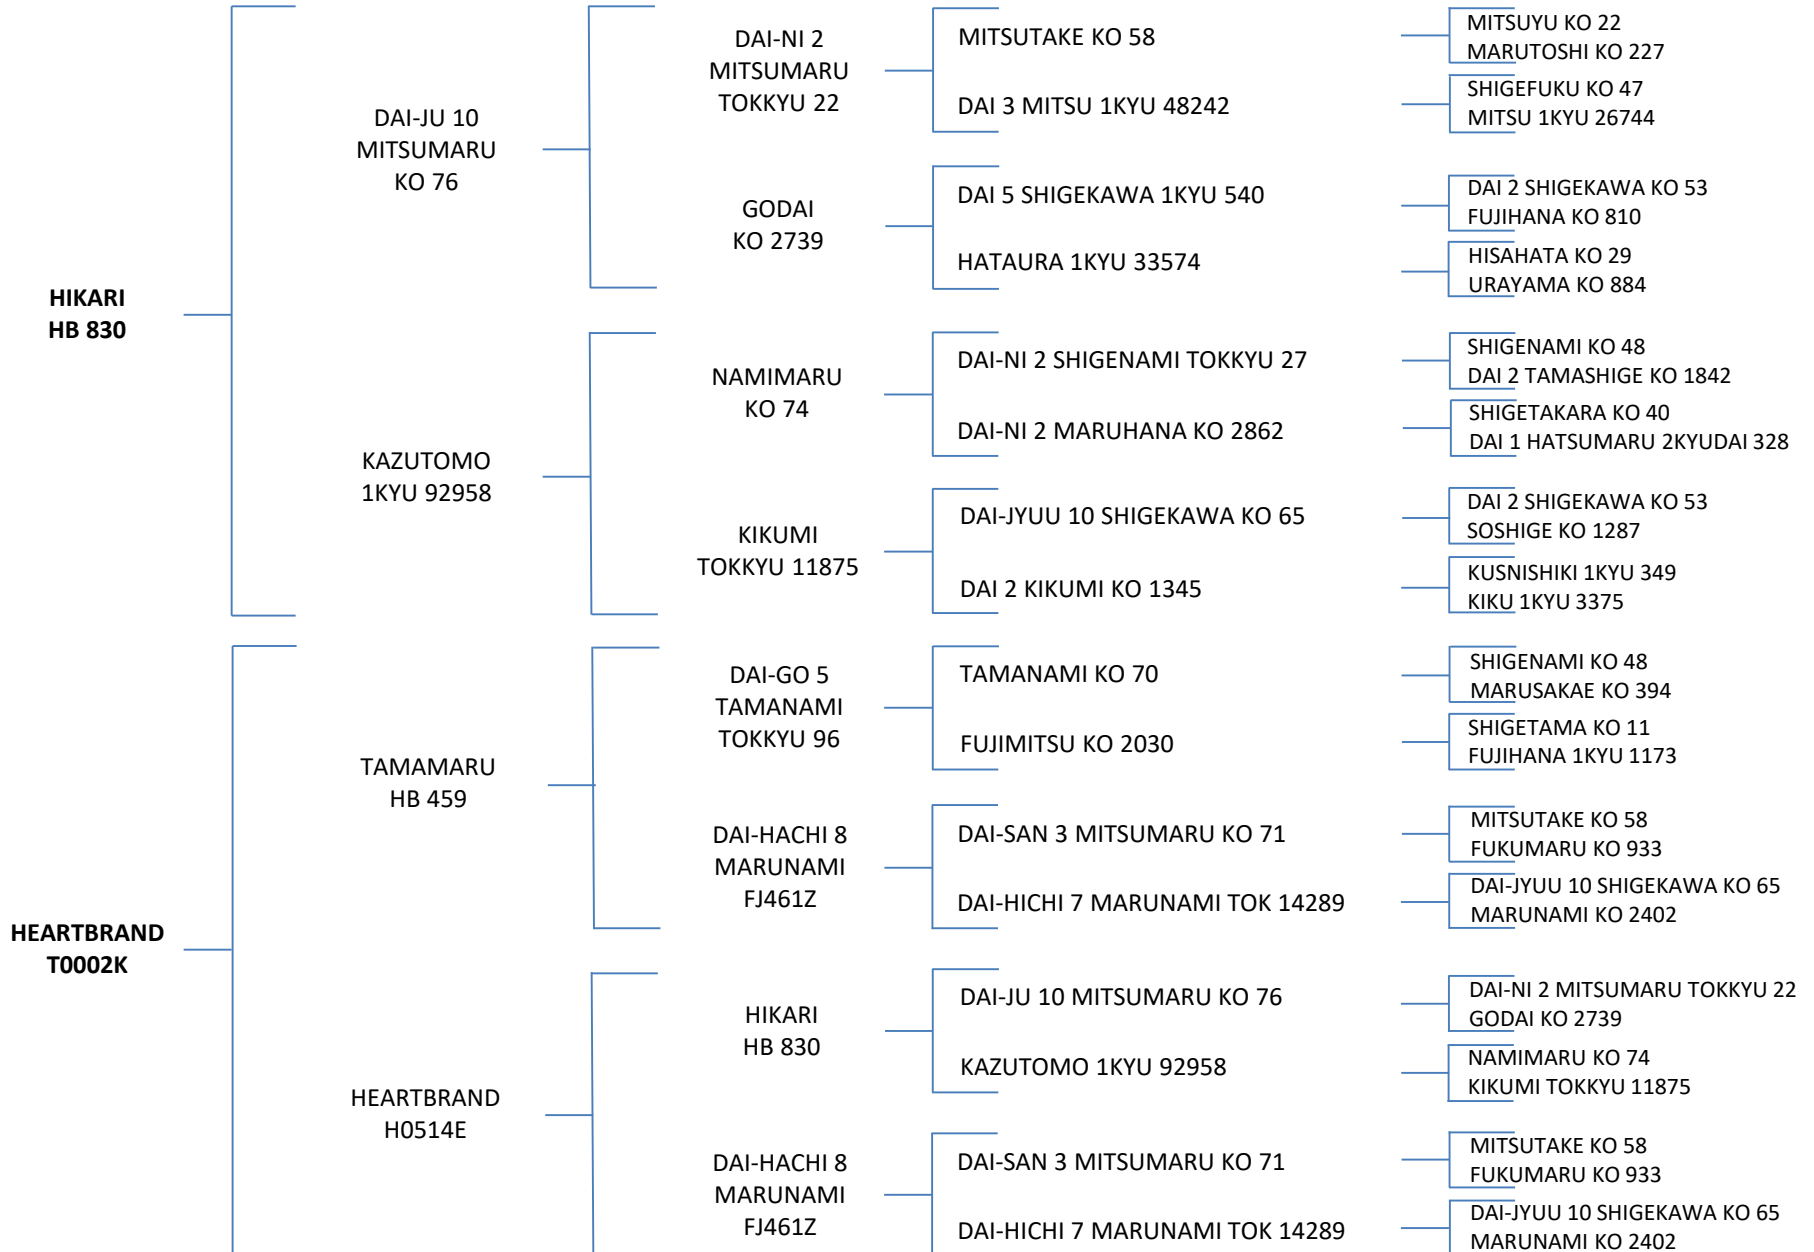 HIKARI
HB 830
DAI-JU 10
MITSUMARU
KO 76
DAI-NI 2
MITSUMARU
TOKKYU 22
MITSUTAKE KO 58
MITSUYU KO 22
MARUTOSHI KO 227
DAI 3 MITSU 1KYU 48242
SHIGEFUKU KO 47
MITSU 1KYU 26744
GODAI
KO 2739
DAI 5 SHIGEKAWA 1KYU 540
DAI 2 SHIGEKAWA KO 53
FUJIHANA KO 810
HATAURA 1KYU 33574
HISAHATA KO 29
URAYAMA KO 884
KAZUTOMO
1KYU 92958
NAMIMARU
KO 74
DAI-NI 2 SHIGENAMI TOKKYU 27
SHIGENAMI KO 48
DAI 2 TAMASHIGE KO 1842
DAI-NI 2 MARUHANA KO 2862
SHIGETAKARA KO 40
DAI 1 HATSUMARU 2KYUDAI 328
KIKUMI
TOKKYU 11875
DAI-JYUU 10 SHIGEKAWA KO 65
DAI 2 SHIGEKAWA KO 53
SOSHIGE KO 1287
DAI 2 KIKUMI KO 1345
KUSNISHIKI 1KYU 349
KIKU 1KYU 3375
HEARTBRAND
T0002K
TAMAMARU
HB 459
DAI-GO 5
TAMANAMI
TOKKYU 96
TAMANAMI KO 70
SHIGENAMI KO 48
MARUSAKAE KO 394
FUJIMITSU KO 2030
SHIGETAMA KO 11
FUJIHANA 1KYU 1173
DAI-HACHI 8
MARUNAMI
FJ461Z
DAI-SAN 3 MITSUMARU KO 71
MITSUTAKE KO 58
FUKUMARU KO 933
DAI-HICHI 7 MARUNAMI TOK 14289
DAI-JYUU 10 SHIGEKAWA KO 65
MARUNAMI KO 2402
HEARTBRAND
H0514E
HIKARI
HB 830
DAI-JU 10 MITSUMARU KO 76
DAI-NI 2 MITSUMARU TOKKYU 22
GODAI KO 2739
KAZUTOMO 1KYU 92958
NAMIMARU KO 74
KIKUMI TOKKYU 11875
DAI-HACHI 8
MARUNAMI
FJ461Z
DAI-SAN 3 MITSUMARU KO 71
MITSUTAKE KO 58
FUKUMARU KO 933
DAI-HICHI 7 MARUNAMI TOK 14289
DAI-JYUU 10 SHIGEKAWA KO 65
MARUNAMI KO 2402